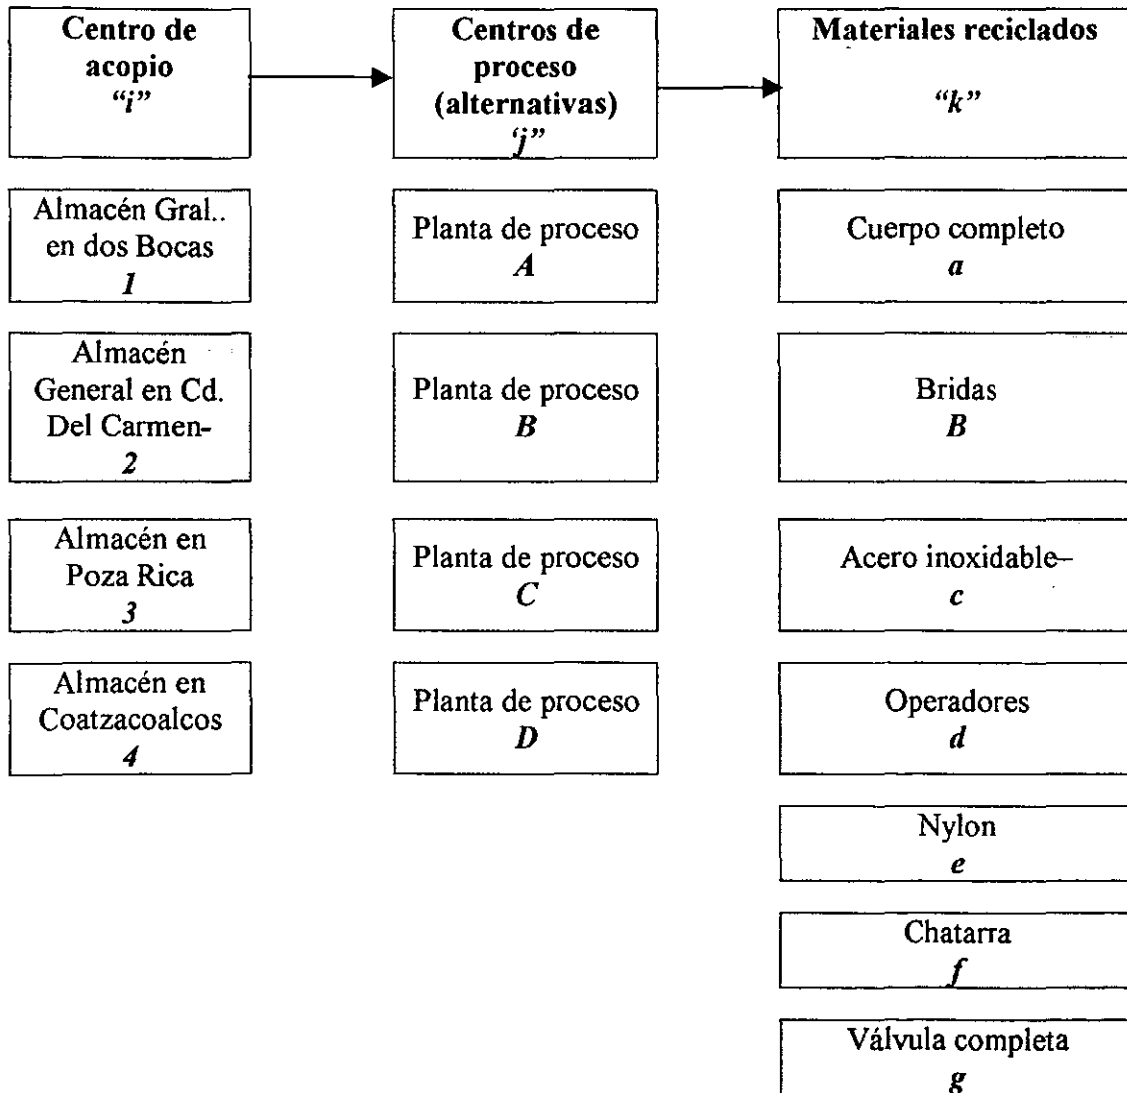 Centro de
acopio
"i"
Centros de
proceso
(alternativas)
'j"
Materiales reciclados
"k"
Almacén Gral..
en dos Bocas
1
Planta de proceso
A
Cuerpo completo
a
Almacén
General en Cd.
Del Carmen-
2
Planta de proceso
B
Bridas
B
Almacén en
Poza Rica
3
Planta de proceso
C
Acero inoxidable–
c
Almacén en
Coatzacoalcos
4
Planta de proceso
D
Operadores
d
Nylon
e
Chatarra
f
Válvula completa
g